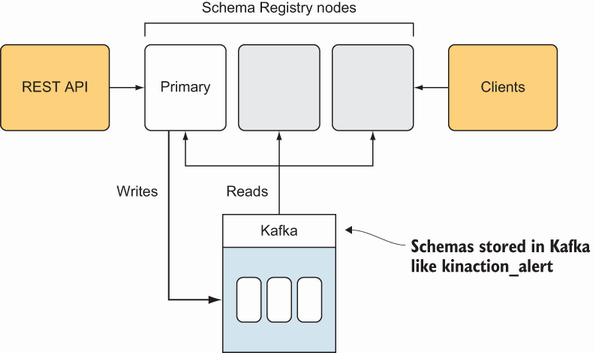 Schema Registry nodes
REST API
Primary
Clients
Writes
Reads
Kafka
Schemas stored in Kafka
like kinaction_alert